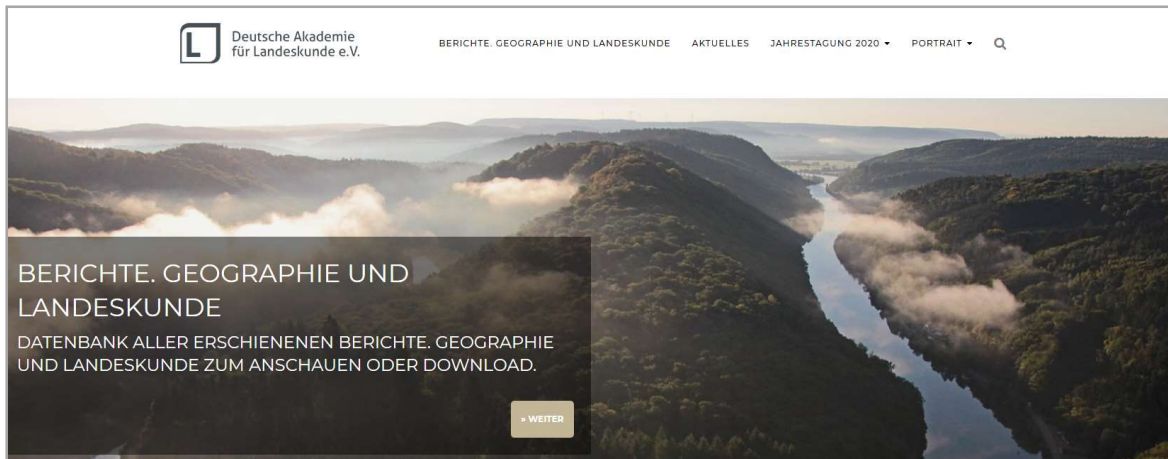 Deutsche Akademie
für Landeskunde e.V.
BERICHTE. GEOGRAPHIE UND LANDESKUNDE AKTUELLES JAHRESTAGUNG 2020 PORTRAIT
BERICHTE. GEOGRAPHIE UND
LANDESKUNDE
DATENBANK ALLER ERSCHIENENEN BERICHTE. GEOGRAPHIE
UND LANDESKUNDE ZUM ANSCHAUEN ODER DOWNLOAD.
» WEITER